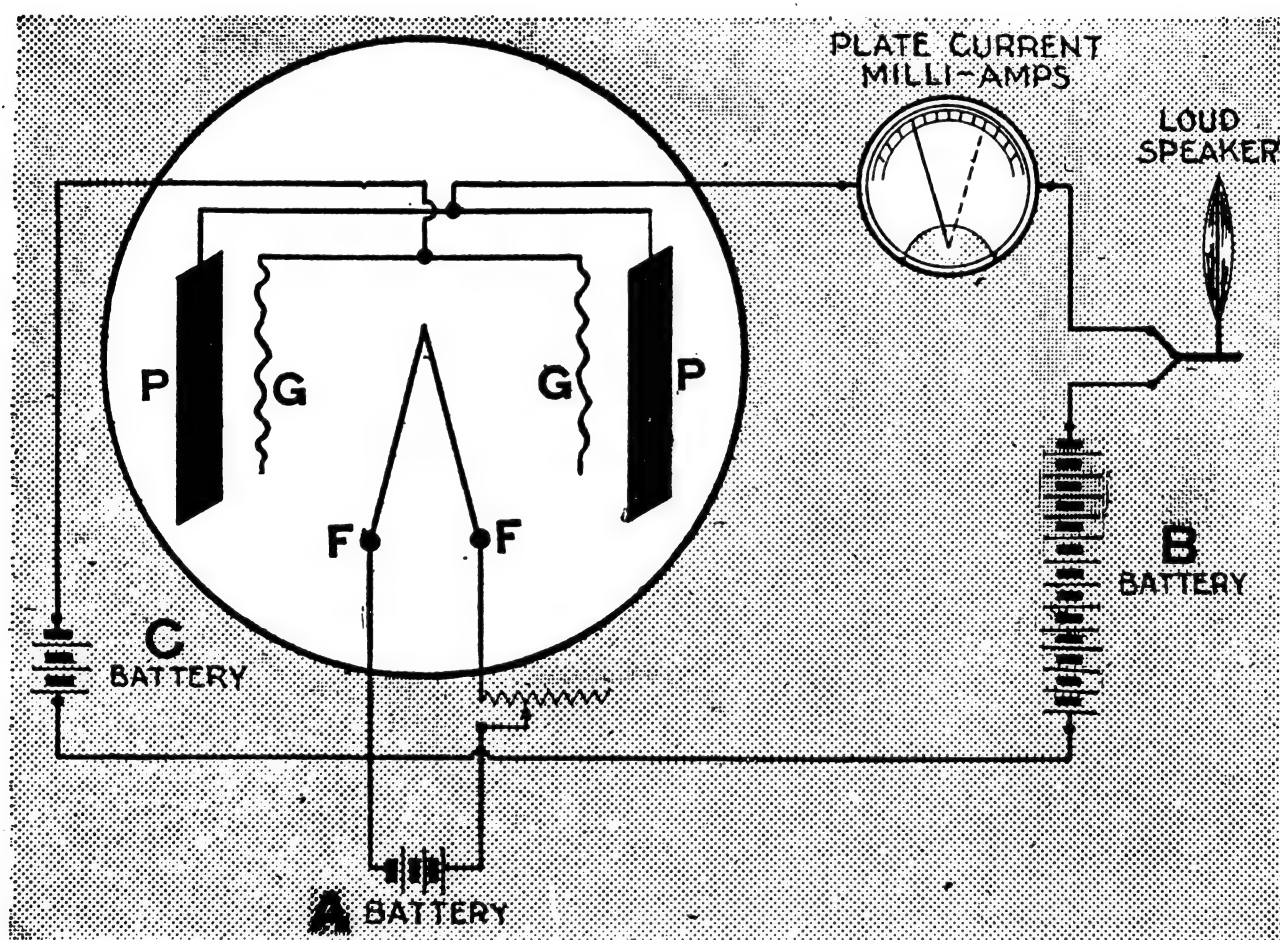 PLATE CURRENT
MILLI-AMPS
LOUD
SPEAKER
P
G
G
P
F
F
B
BATTERY
C
BATTERY
A BATTERY